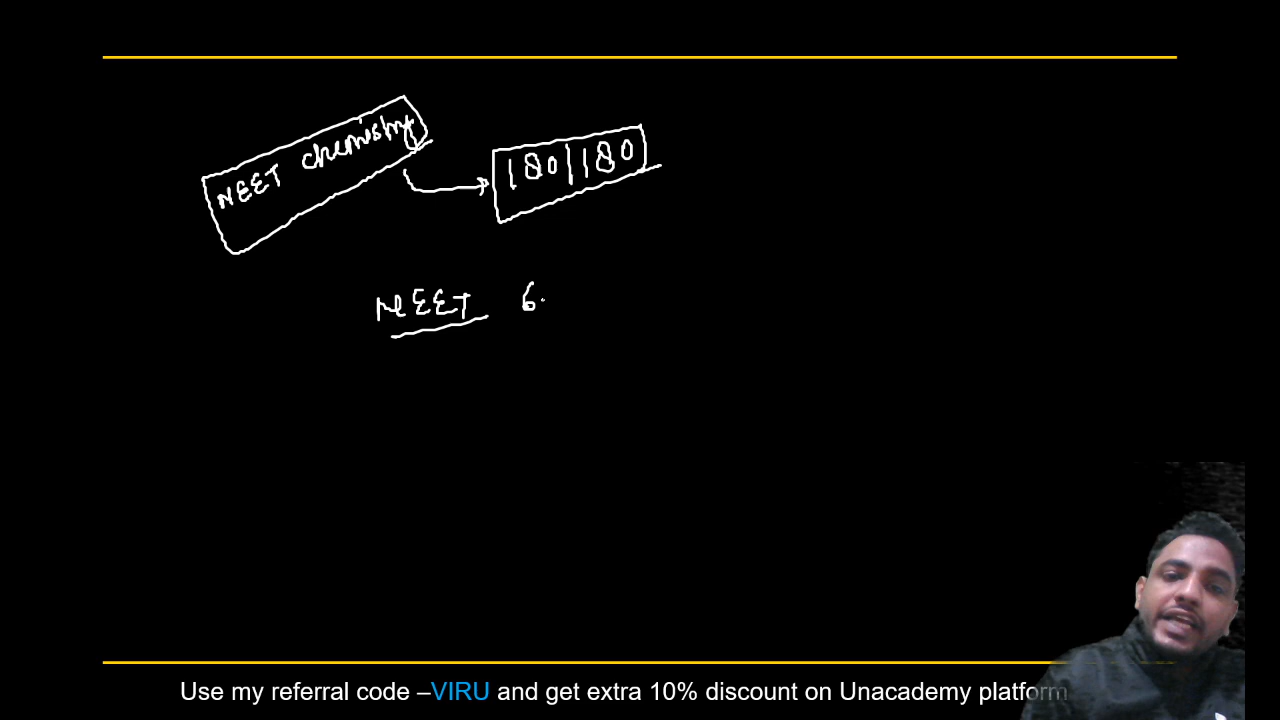 NEET chemistry
180|180
NEET 6.
Use my referral code –VIRU and get extra 10% discount on Unacademy platform